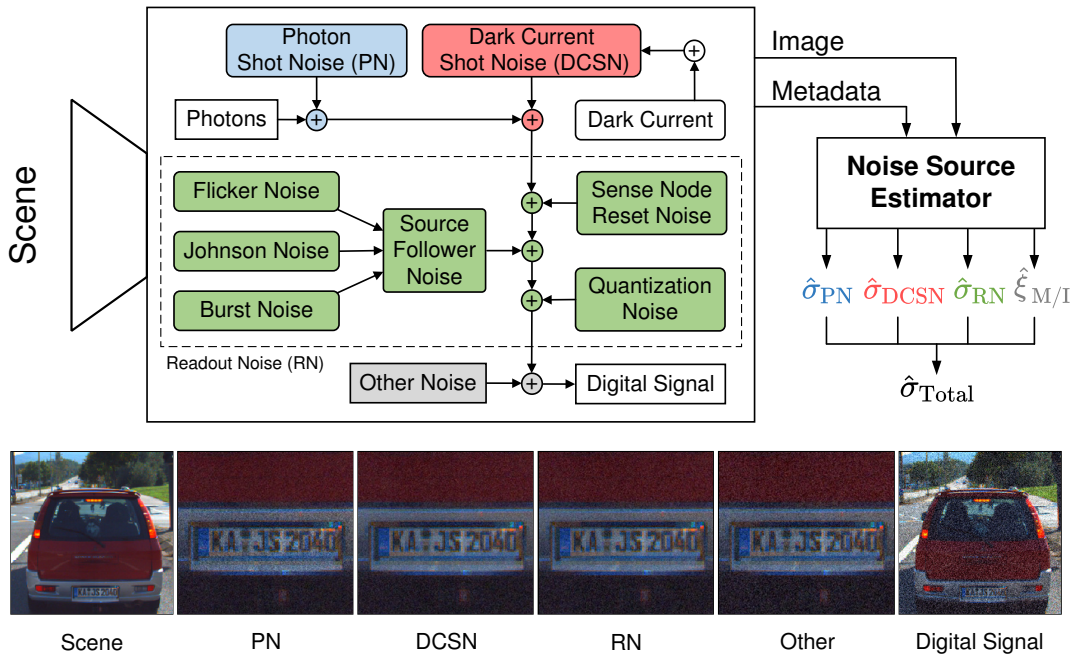 Scene
Photon
Shot Noise (PN)
Dark Current
Shot Noise (DCSN)
+
Photons
+
+
Dark Current
Image
Metadata
Noise Source
Estimator
Flicker Noise
Johnson Noise
Burst Noise
Source
Follower
Noise
+
+
+
Sense Node
Reset Noise
Quantization
Noise
Readout Noise (RN)
Other Noise
+
Digital Signal
σ̂PN
σ̂DCSN
σ̂RN
ξ̂M/I
σ̂Total
KA JS 2040
KA JS 2040
KA JS 2040
KA JS 2040
KA JS 2040
Scene
PN
DCSN
RN
Other
Digital Signal